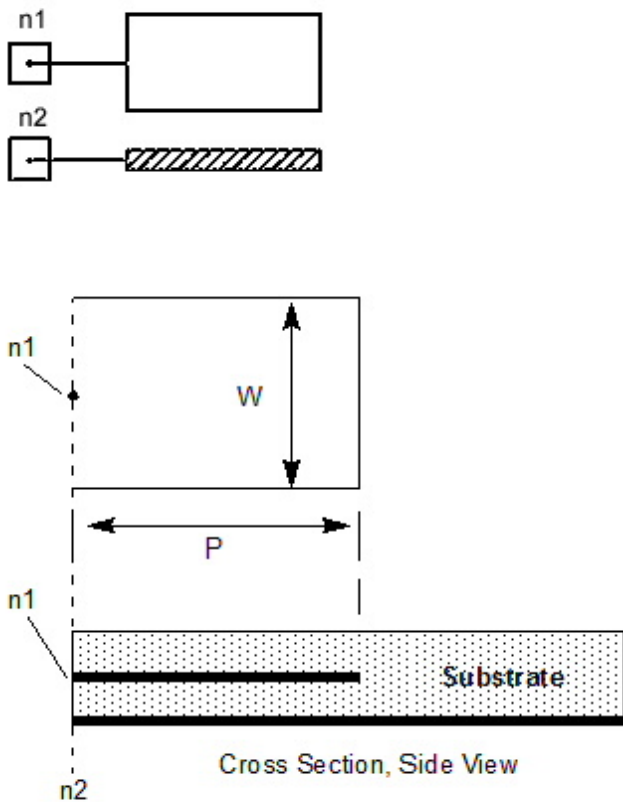 n1
n2
n1
W
P
n1
Substrate
Cross Section, Side View
n2